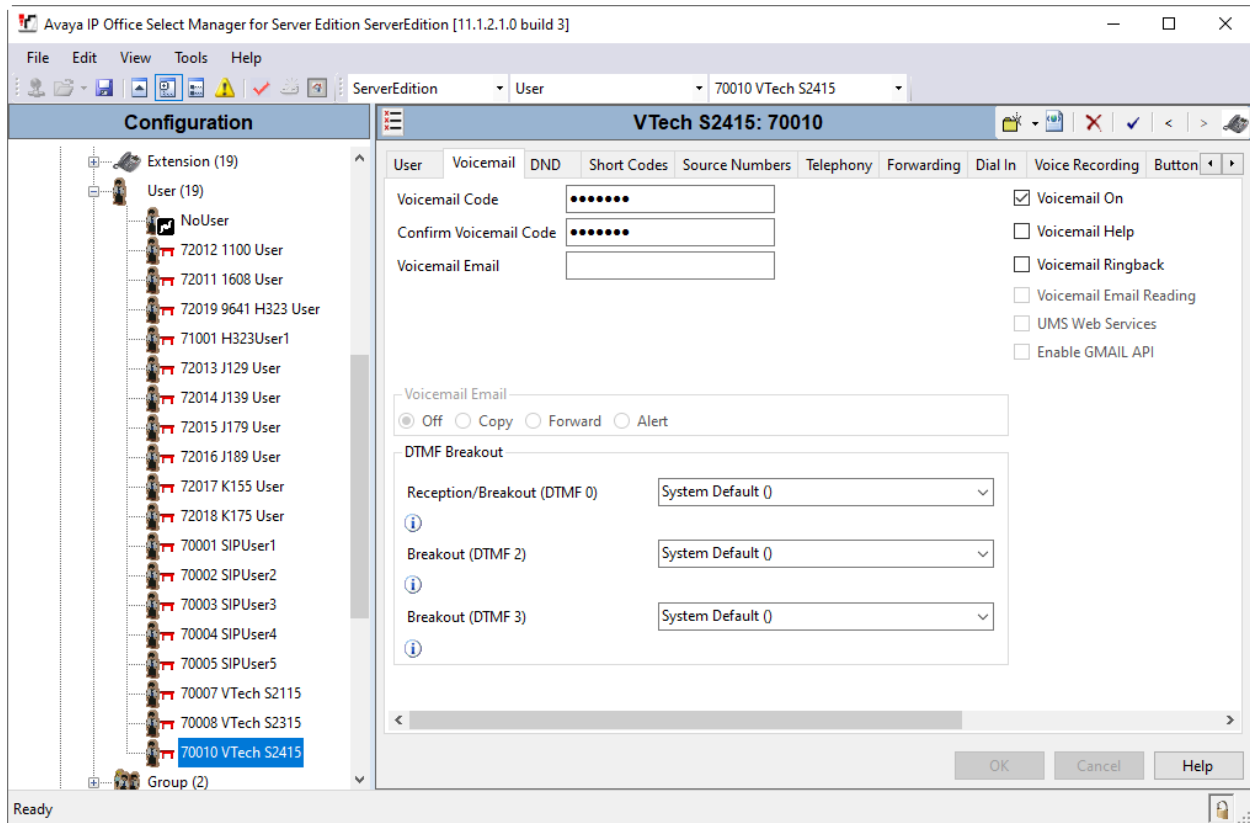 Avaya IP Office Select Manager for Server Edition ServerEdition [11.1.2.1.0 build 3]
File Edit View Tools Help
ServerEdition User 70010 VTech S2415
Configuration
Extension (19)
User (19)
NoUser
72012 1100 User
72011 1608 User
72019 9641 H323 User
71001 H323User1
72013 J129 User
72014 J139 User
72015 J179 User
72016 J189 User
72017 K155 User
72018 K175 User
70001 SIPUser1
70002 SIPUser2
70003 SIPUser3
70004 SIPUser4
70005 SIPUser5
70007 VTech S2115
70008 VTech S2315
70010 VTech S2415
Group (2)
VTech S2415: 70010
User Voicemail DND Short Codes Source Numbers Telephony Forwarding Dial In Voice Recording Button
Voicemail Code •••••••
Confirm Voicemail Code •••••••
Voicemail Email
Voicemail On
Voicemail Help
Voicemail Ringback
Voicemail Email Reading
UMS Web Services
Enable GMAIL API
Voicemail Email
Off Copy Forward Alert
DTMF Breakout
Reception/Breakout (DTMF 0) System Default ()
Breakout (DTMF 2) System Default ()
Breakout (DTMF 3) System Default ()
OK Cancel Help
Ready